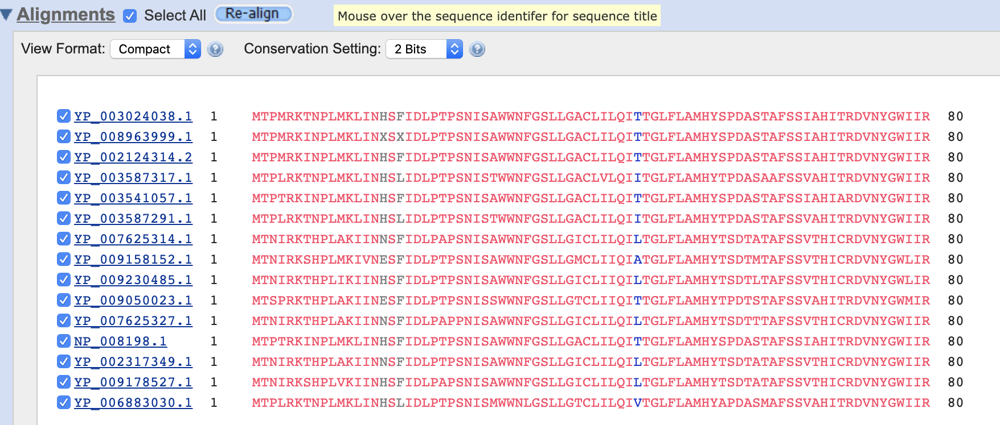 Alignments Select All Re-align Mouse over the sequence identifer for sequence title
View Format: Compact ? Conservation Setting: 2 Bits ?
YP_003024038.1 1 MTPMRKTNPLMKLINHSFIDLPTPSNISAWWNFGSLLGACLILQITTGLFLAMHYSPDASTAFSSIAHITRDVNYGWIIR 80
YP_008963999.1 1 MTPMRKINPLMKLINXSXIDLPTPSNISAWWNFGSLLGACLILQITTGLFLAMHYSPDASTAFSSIAHITRDVNYGWIIR 80
YP_002124314.2 1 MTPMRKINPLMKLINHSFIDLPTPSNISAWWNFGSLLGACLILQITTGLFLAMHYSPDASTAFSSIAHITRDVNYGWIIR 80
YP_003587317.1 1 MTPLRKTNPLMKLINHSLIDLPTPSNISTWWNFGSLLGACLVLQIITGLFLAMHYTPDASAAFSSVAHITRDVNYGWIIR 80
YP_003541057.1 1 MTPTRKINPLMKLINHSFIDLPTPSNISAWWNFGSLLGACLILQITTGLFLAMHYSPDASTAFSSIAHIARDVNYGWIIR 80
YP_003587291.1 1 MTPLRKTNPLMKLINHSLIDLPTPSNISTWWNFGSLLGACLILQIITGLFLAMHYTPDASTAFSSVAHITRDVNYGWIIR 80
YP_007625314.1 1 MTNIRKTHPLAKIINNSFIDLPAPSNISAWWNFGSLLGICLILQILTGLFLAMHYTSDTATAFSSVTHICRDVNYGWIIR 80
YP_009158152.1 1 MTNIRKSHPLMKIVNESFIDLPTPSNISAWWNFGSLLGMCLIIQIATGLFLAMHYTSDTMTAFSSVTHICRDVNYGWLIR 80
YP_009230485.1 1 MTNIRKTHPLIKIINHSFIDLPTPSNISAWWNFGSLLGICLIIQILTGLFLAMHYTSDTLTAFSSVTHICRDVNYGWLIR 80
YP_009050023.1 1 MTSPRKTHPLAKIINESFIDLPTPSNISSWWNFGSLLGTCLIIQITTGLFLAMHYTPDTSTAFSSVAHITRDVNYGWMIR 80
YP_007625327.1 1 MTNIRKTHPLAKIINNSFIDLPAPPNISAWWNFGSLLGICLILQILTGLFLAMHYTSDTTTAFSSVTHICRDVNYGWIIR 80
NP_008198.1 1 MTPTRKINPLMKLINHSFIDLPTPSNISAWWNFGSLLGACLILQITTGLFLAMHYSPDASTAFSSIAHITRDVNYGWIIR 80
YP_002317349.1 1 MTNIRKTHPLAKIINNSFIDLPTPSNISAWWNFGSLLGICLILQILTGLFLAMHYTSDTATAFSSVTHICRDVNYGWIIR 80
YP_009178527.1 1 MTNIRKSHPLVKIINHSFIDLPAPSNISAWWNFGSLLGICLILQILTGLFLAMHYTSDTATAFSSVTHICRDVNYGWIIR 80
YP_006883030.1 1 MTPLRKTNPLMKLINHSLIDLPTPSNISMWWNLGSLLGTCLILQIVTGLFLAMHYAPDASMAFSSVAHITRDVNYGWIIR 80